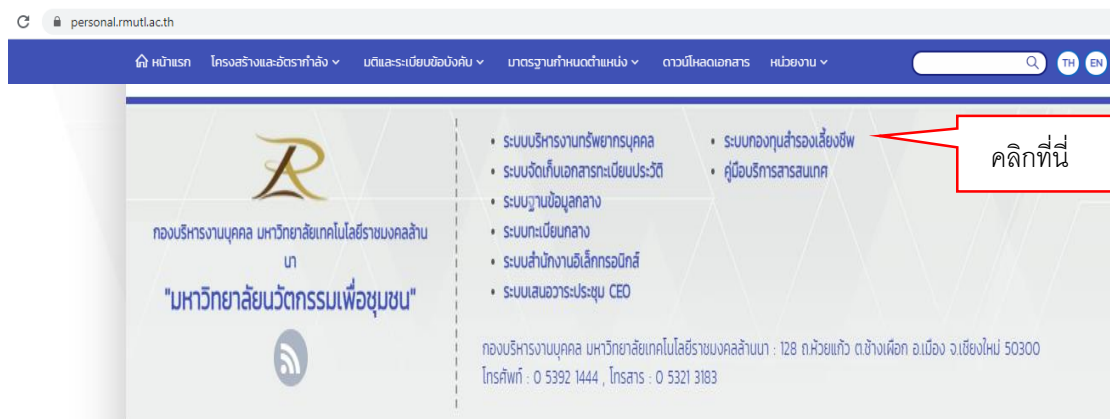 personal.rmutl.ac.th
หน้าแรก โครงสร้างและอัตรากำลัง มติและระเบียบข้อบังคับ มาตรฐานกำหนดตำแหน่ง ดาวน์โหลดเอกสาร หน่วยงาน TH EN
กองบริหารงานบุคคล มหาวิทยาลัยเทคโนโลยีราชมงคลล้าน
นา
"มหาวิทยาลัยนวัตกรรมเพื่อชุมชน"
• ระบบบริหารงานทรัพยากรบุคคล
• ระบบจัดเก็บเอกสารทะเบียนประวัติ
• ระบบฐานข้อมูลกลาง
• ระบบทะเบียนกลาง
• ระบบสำนักงานอิเล็กทรอนิกส์
• ระบบเสนอวาระประชุม CEO
• ระบบกองทุนสำรองเลี้ยงชีพ
• คู่มือบริการสารสนเทศ
คลิกที่นี่
กองบริหารงานบุคคล มหาวิทยาลัยเทคโนโลยีราชมงคลล้านนา : 128 ถ.ห้วยแก้ว ต.ช้างเผือก อ.เมือง จ.เชียงใหม่ 50300
โทรศัพท์ : 0 5392 1444 , โทรสาร : 0 5321 3183